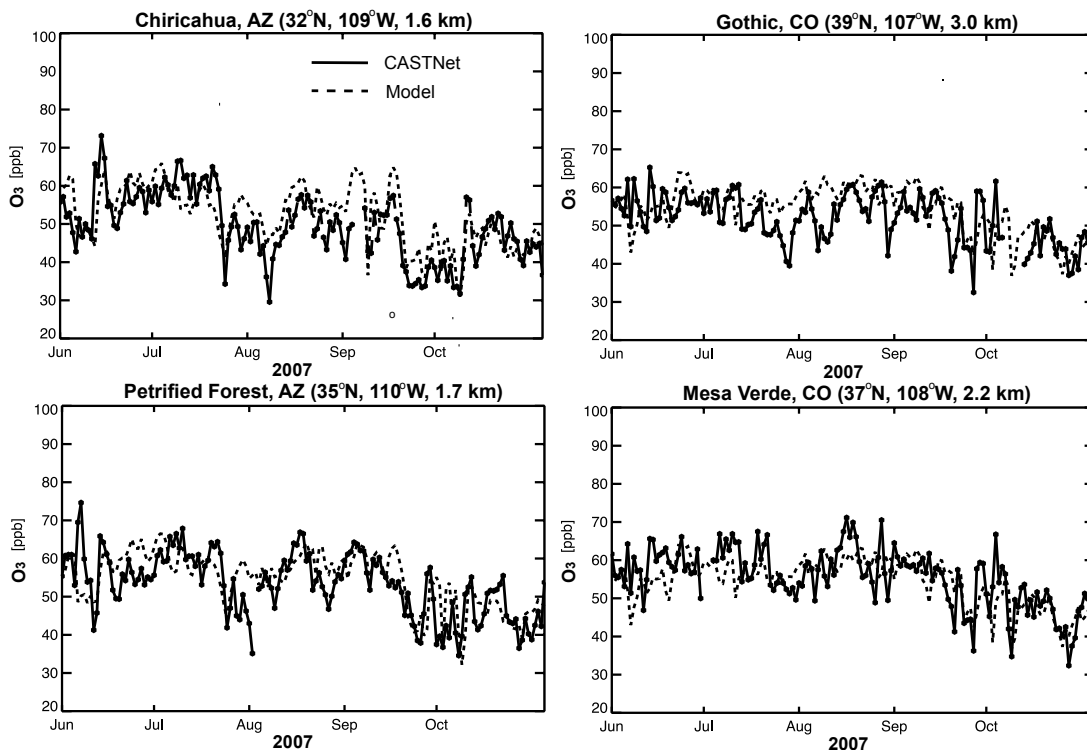 Chiricahua, AZ (32°N, 109°W, 1.6 km)
100
90
80
70
60
50
40
30
20
O₃ [ppb]
CASTNet
Model
Jun Jul Aug Sep Oct
2007
Gothic, CO (39°N, 107°W, 3.0 km)
100
90
80
70
60
50
40
30
20
O₃ [ppb]
Jun Jul Aug Sep Oct
2007
Petrified Forest, AZ (35°N, 110°W, 1.7 km)
100
90
80
70
60
50
40
30
20
O₃ [ppb]
Jun Jul Aug Sep Oct
2007
Mesa Verde, CO (37°N, 108°W, 2.2 km)
100
90
80
70
60
50
40
30
20
O₃ [ppb]
Jun Jul Aug Sep Oct
2007